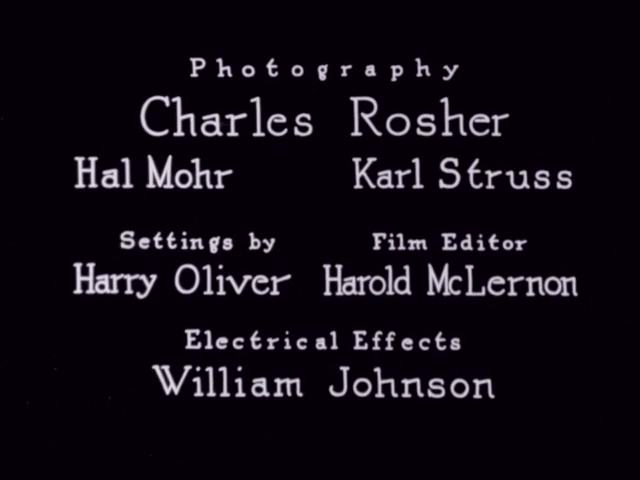 Photography
Charles Rosher
Hal Mohr Karl Struss
Settings by Film Editor
Harry Oliver Harold McLernon
Electrical Effects
William Johnson